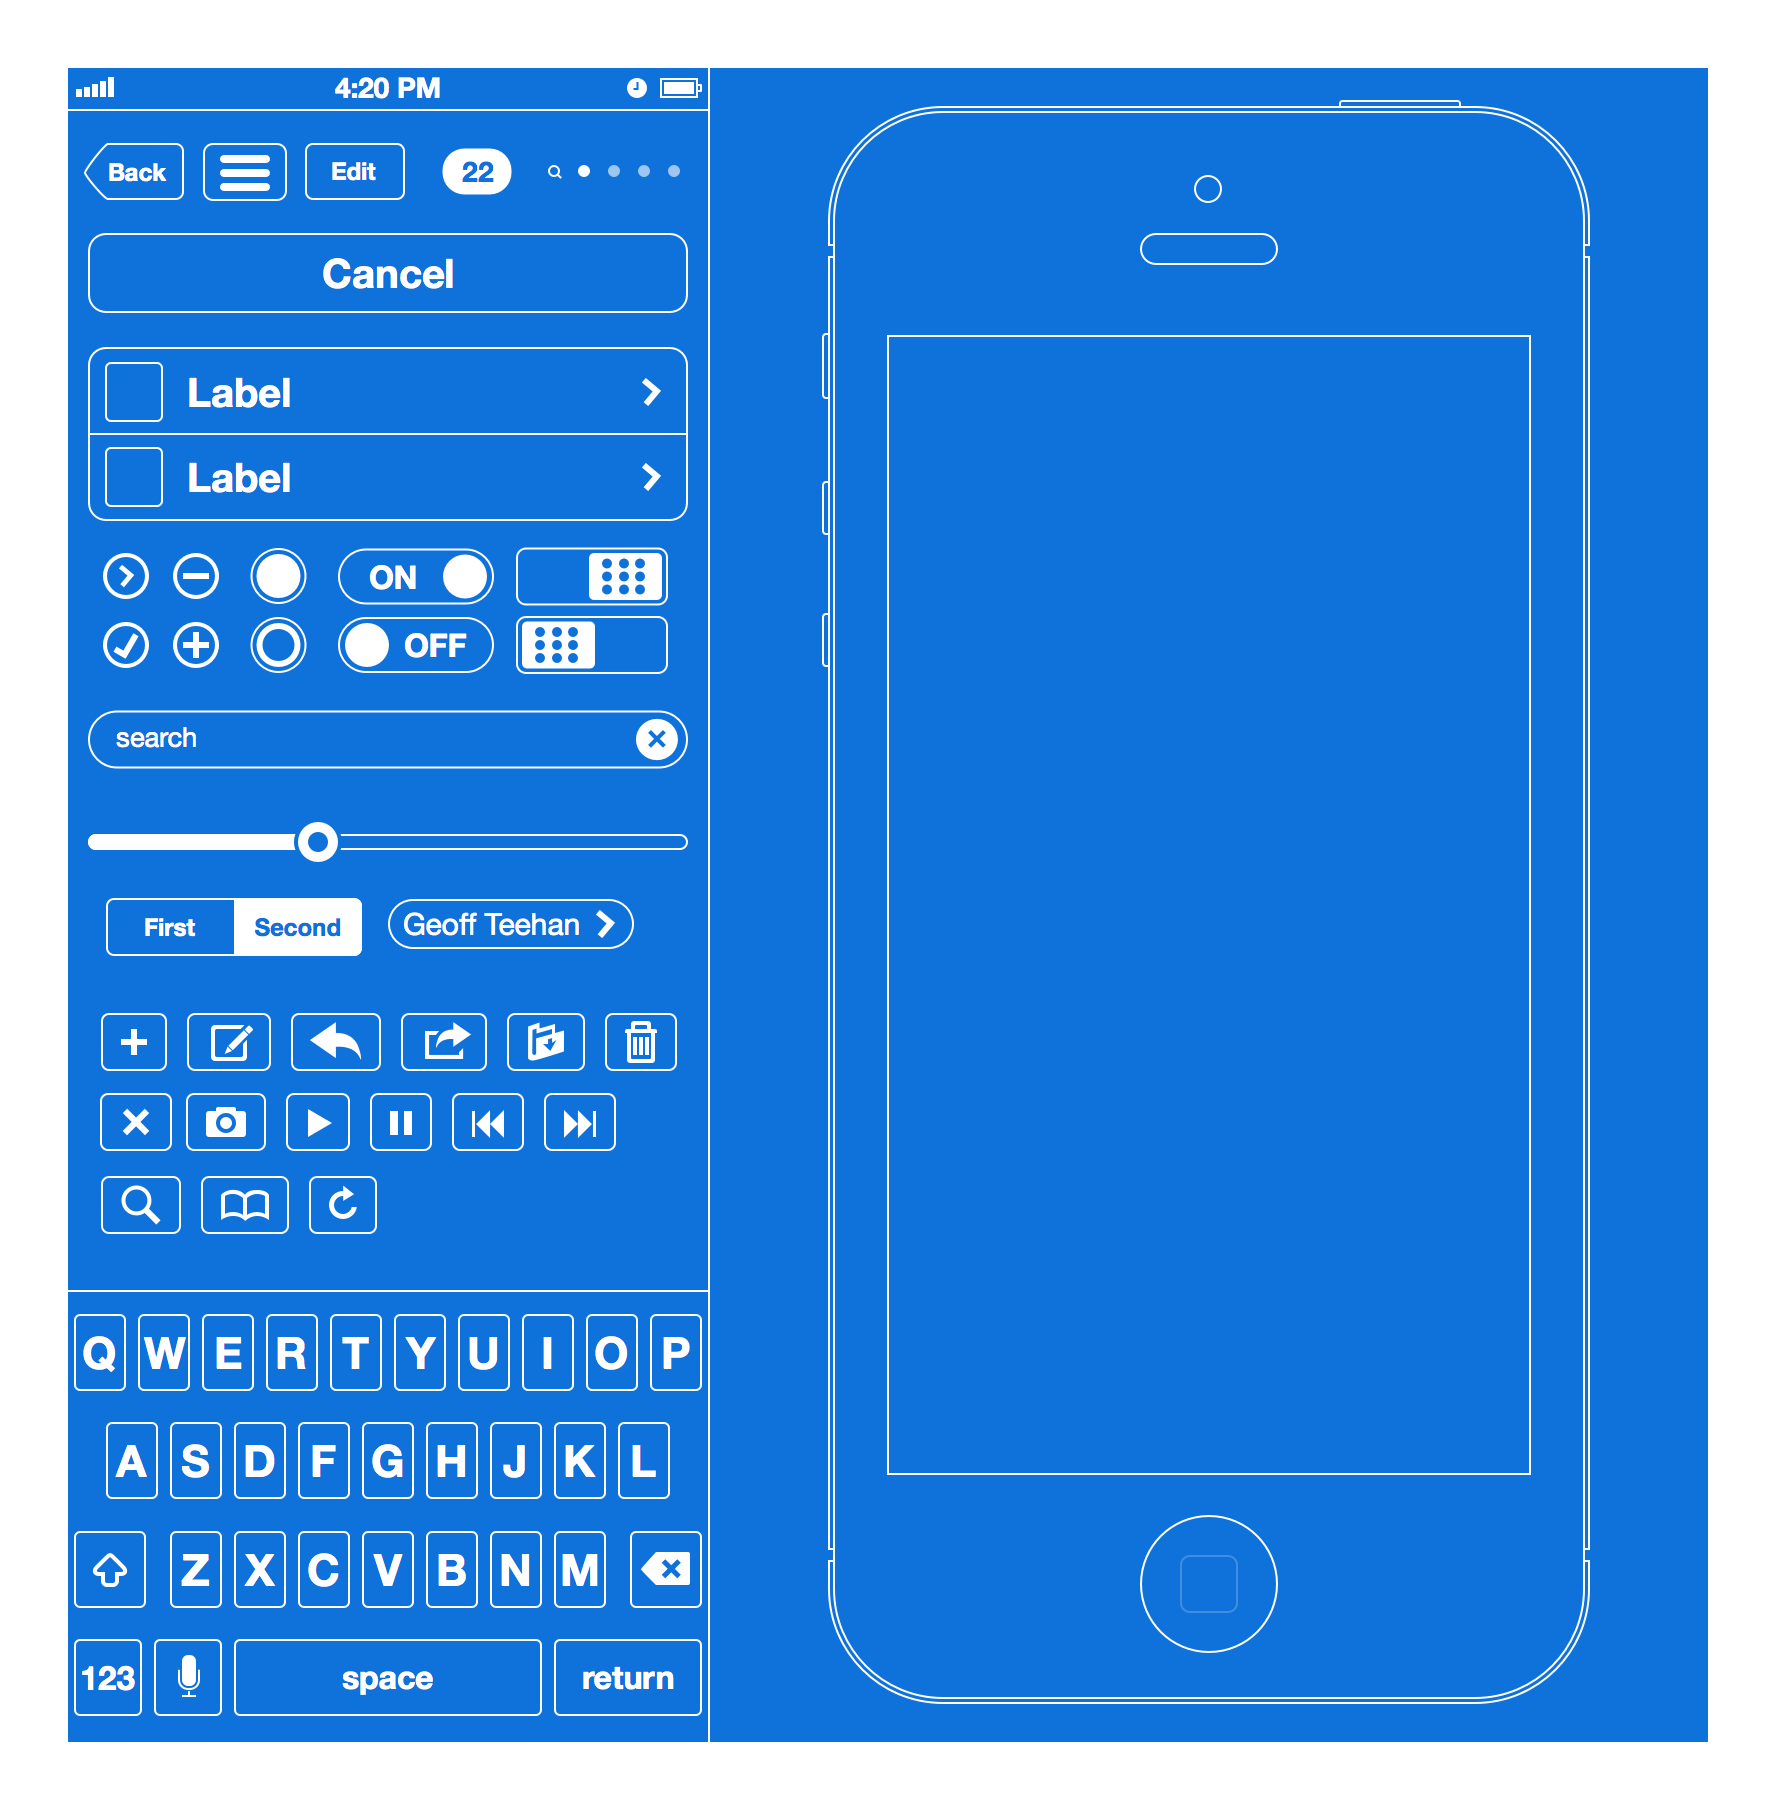 4:20 PM
Back
Edit
22
Cancel
Label
Label
ON
OFF
search
First
Second
Geoff Teehan
Q W E R T Y U I O P
A S D F G H J K L
Z X C V B N M
123
space
return